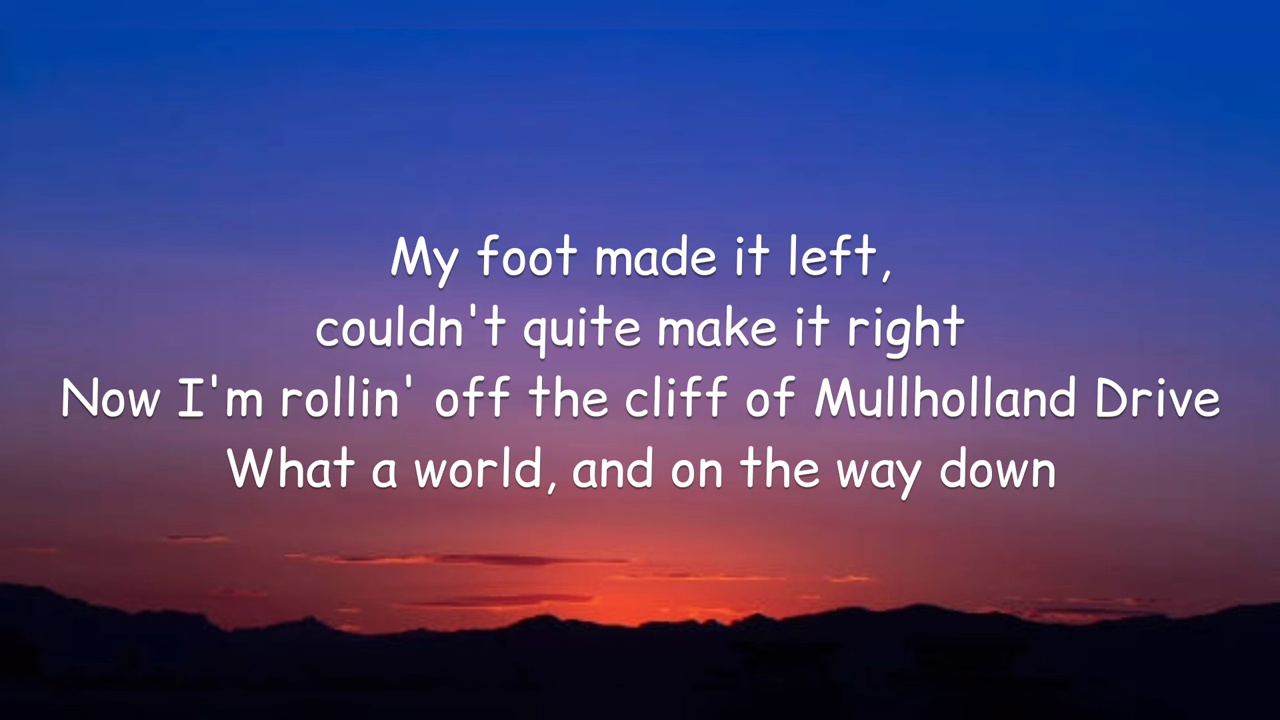 My foot made it left,
couldn't quite make it right
Now I'm rollin' off the cliff of Mullholland Drive
What a world, and on the way down